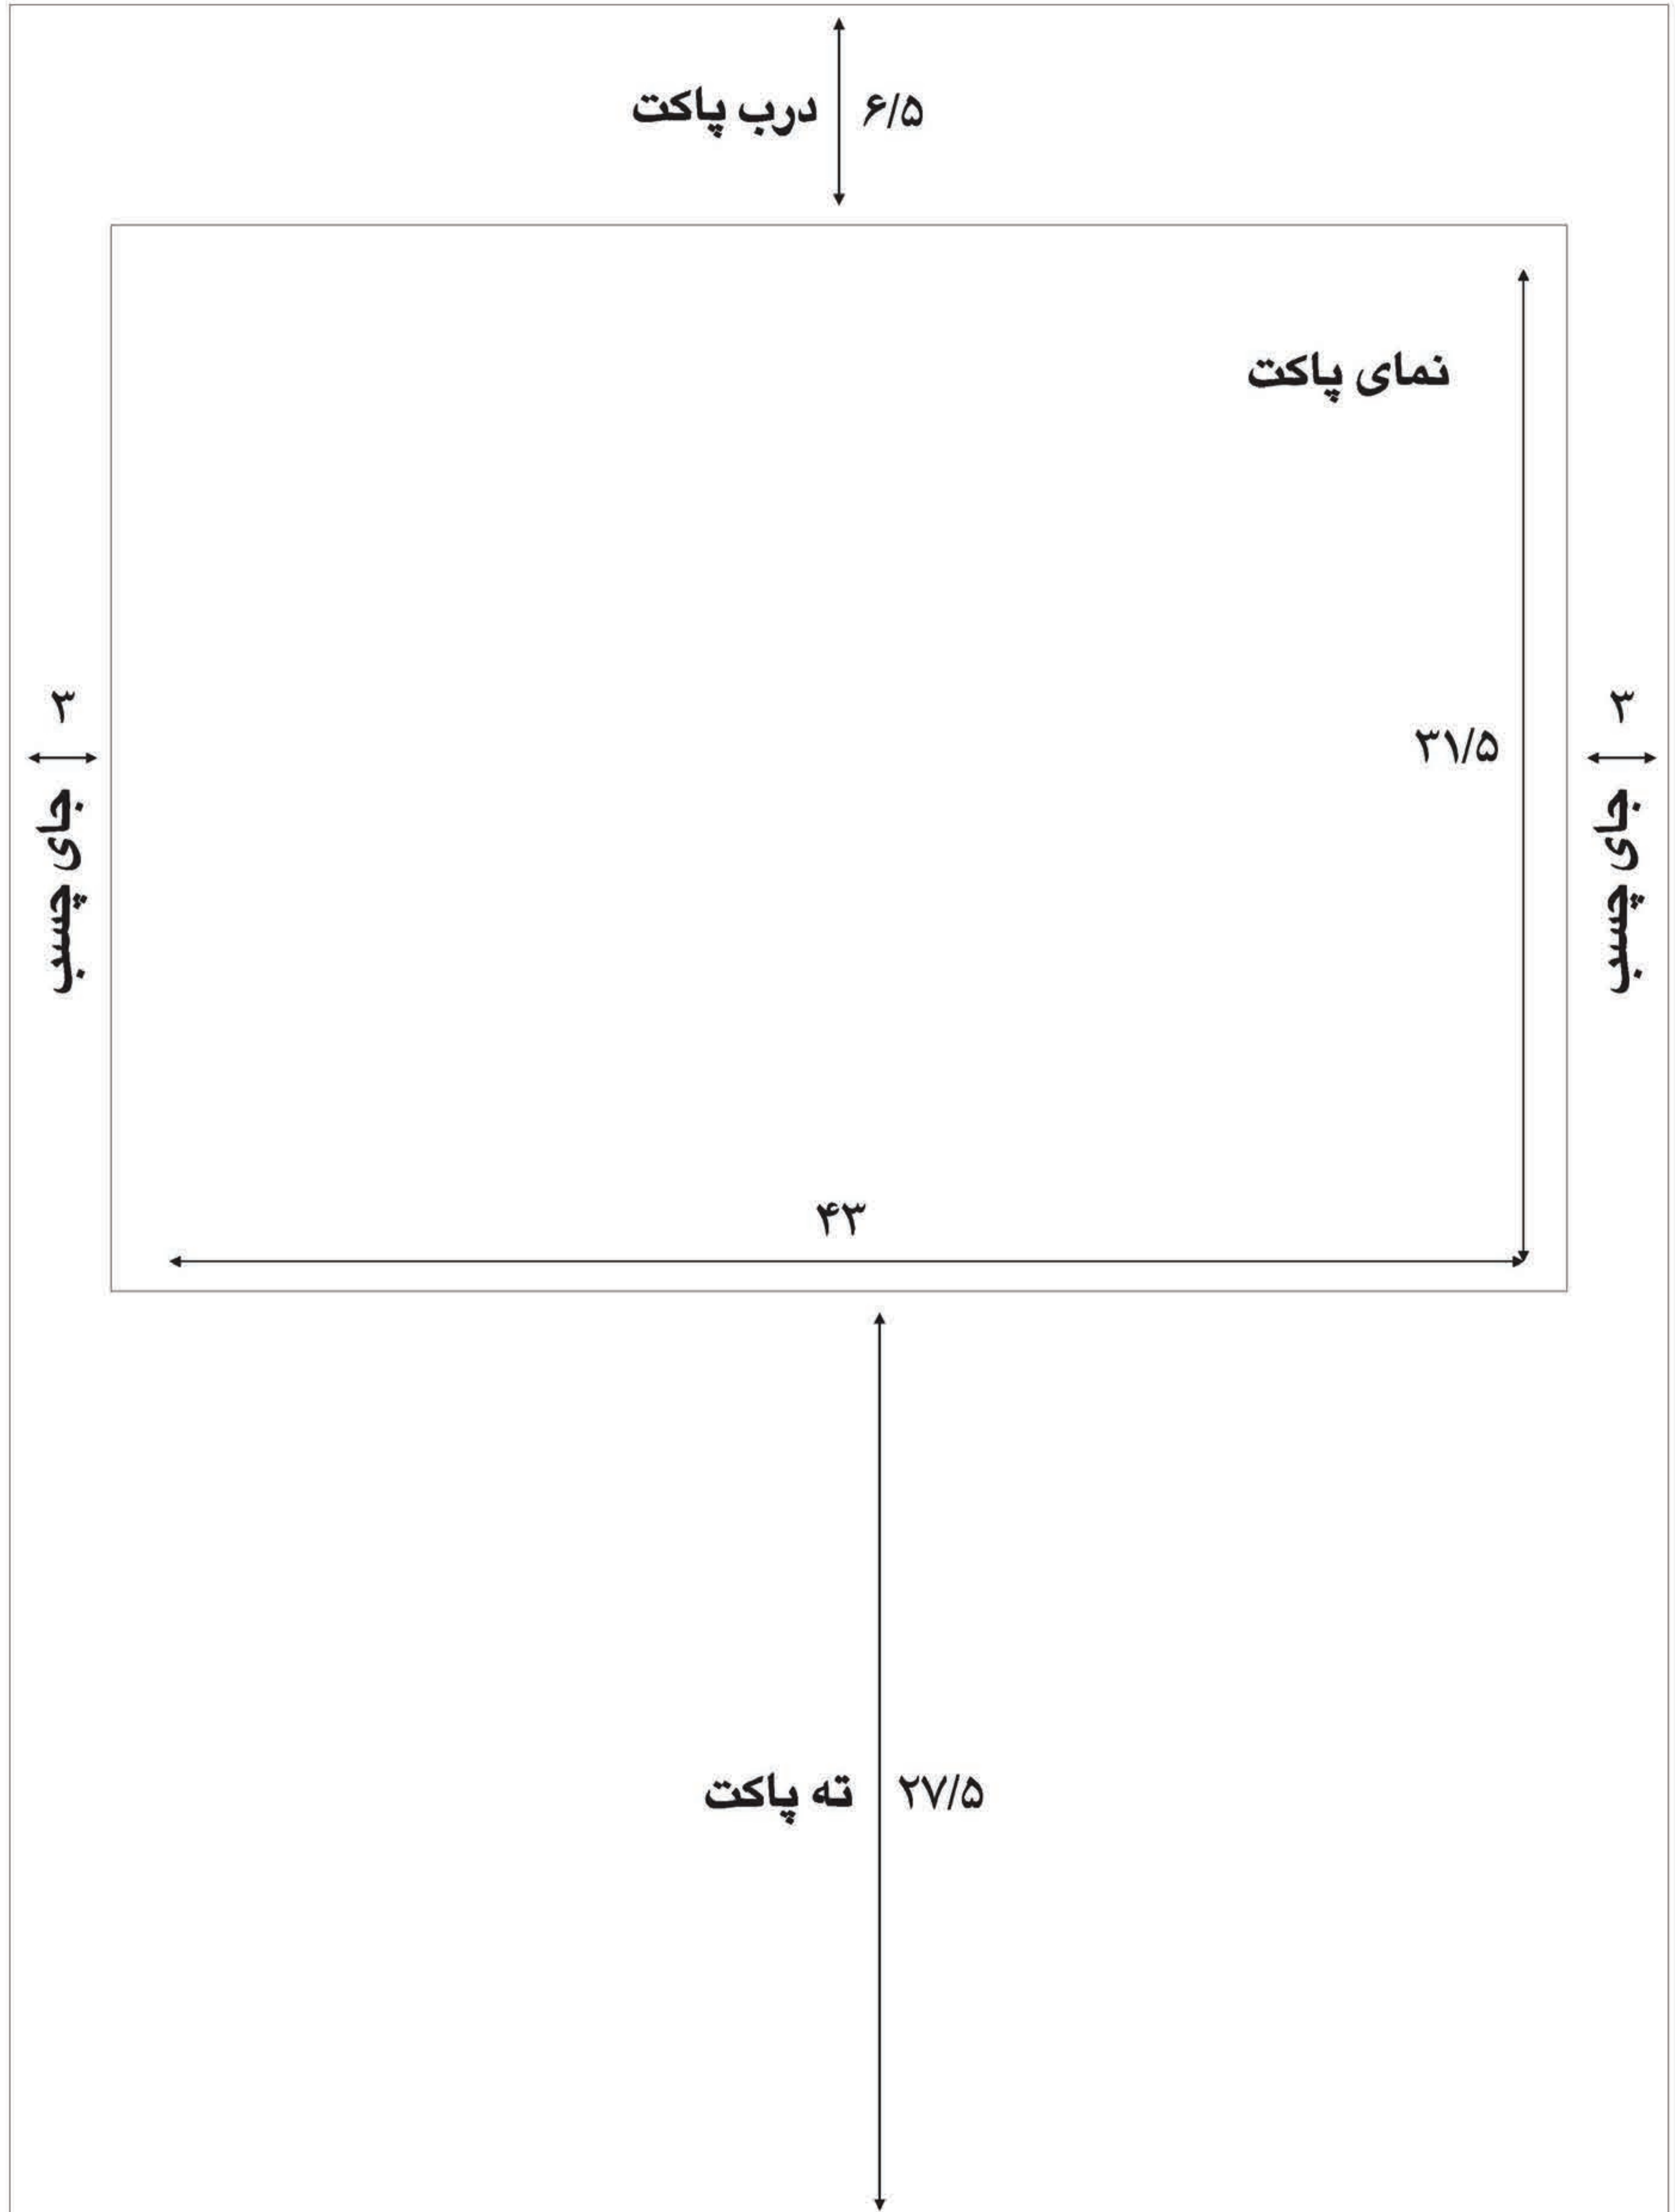 درب پاکت ۶/۵
نمای پاکت
۳
جای چسب
۳
جای چسب
۳۱/۵
۴۳
ته پاکت ۲۷/۵